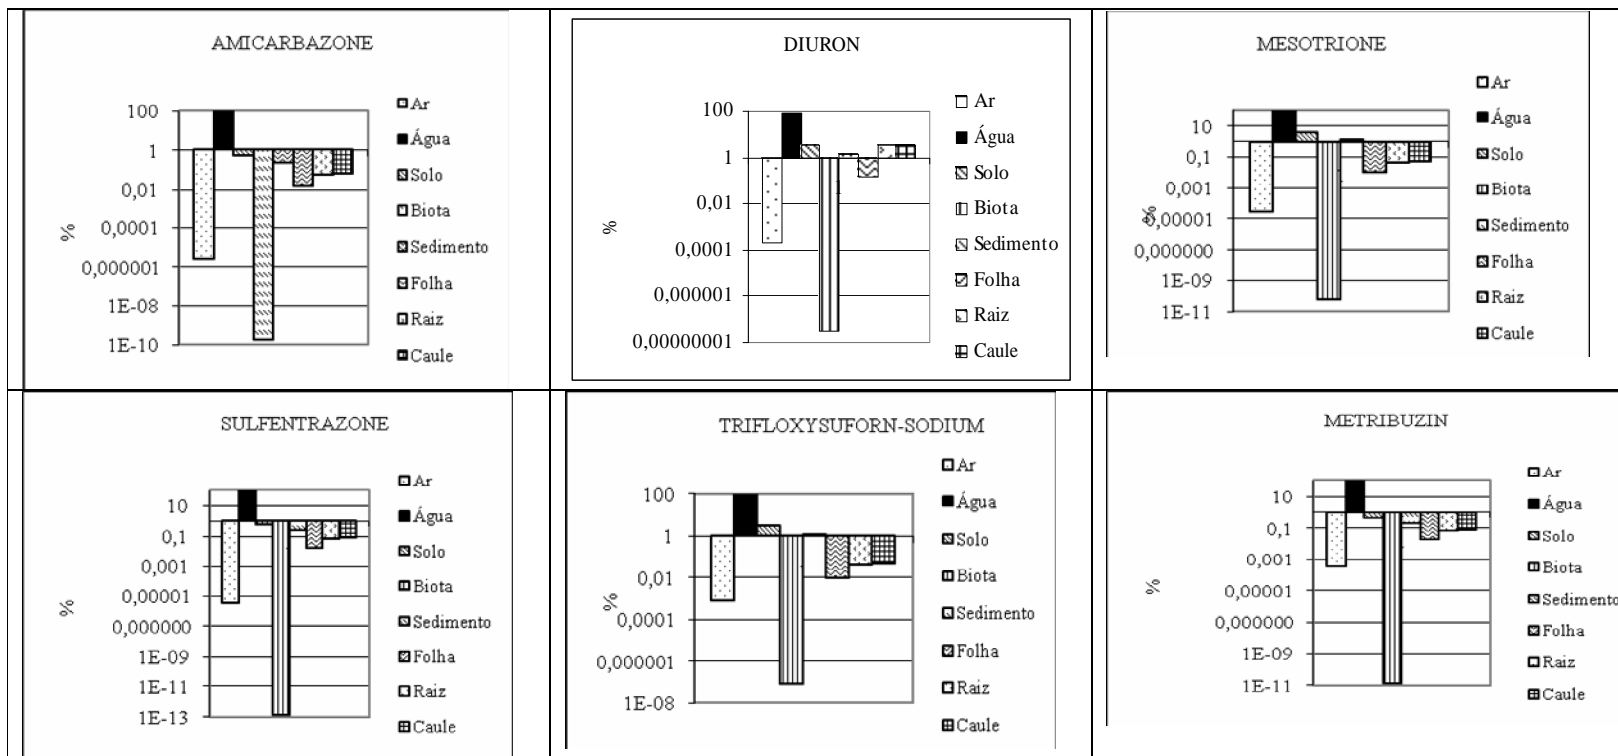 AMICARBAZONE
%
100
1
0,01
0,0001
0,000001
1E-08
1E-10
Ar
Água
Solo
Biota
Sedimento
Folha
Raiz
Caule
DIURON
%
%
100
1
0,01
0,0001
0,000001
0,00000001
Ar
Água
Solo
Biota
Sedimento
Folha
Raiz
Caule
MESOTRIONE
%
10
0,1
0,001
0,00001
0,000000
1E-09
1E-11
Ar
Água
Solo
Biota
Sedimento
Folha
Raiz
Caule
SULFENTRAZONE
%
10
0,1
0,001
0,00001
0,000000
1E-09
1E-11
1E-13
Ar
Água
Solo
Biota
Sedimento
Folha
Raiz
Caule
TRIFLOXYSUFORN-SODIUM
%
100
1
0,01
0,0001
0,000001
1E-08
Ar
Água
Solo
Biota
Sedimento
Folha
Raiz
Caule
METRIBUZIN
%
10
0,1
0,001
0,00001
0,000000
1E-09
1E-11
Ar
Água
Solo
Biota
Sedimento
Folha
Raiz
Caule